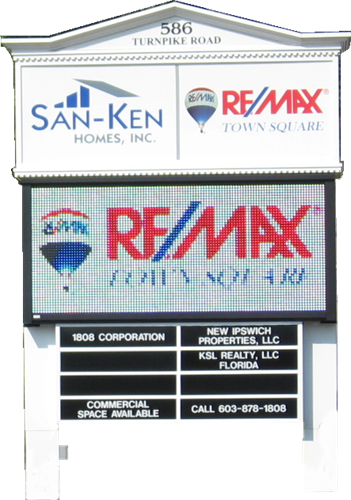 586
TURNPIKE ROAD
SAN-KEN
HOMES, INC.
RE/MAX®
TOWN SQUARE
RE/MAX
TOWN SQUARE
1808 CORPORATION
NEW IPSWICH
PROPERTIES, LLC
KSL REALTY, LLC
FLORIDA
COMMERCIAL
SPACE AVAILABLE
CALL 603-878-1808